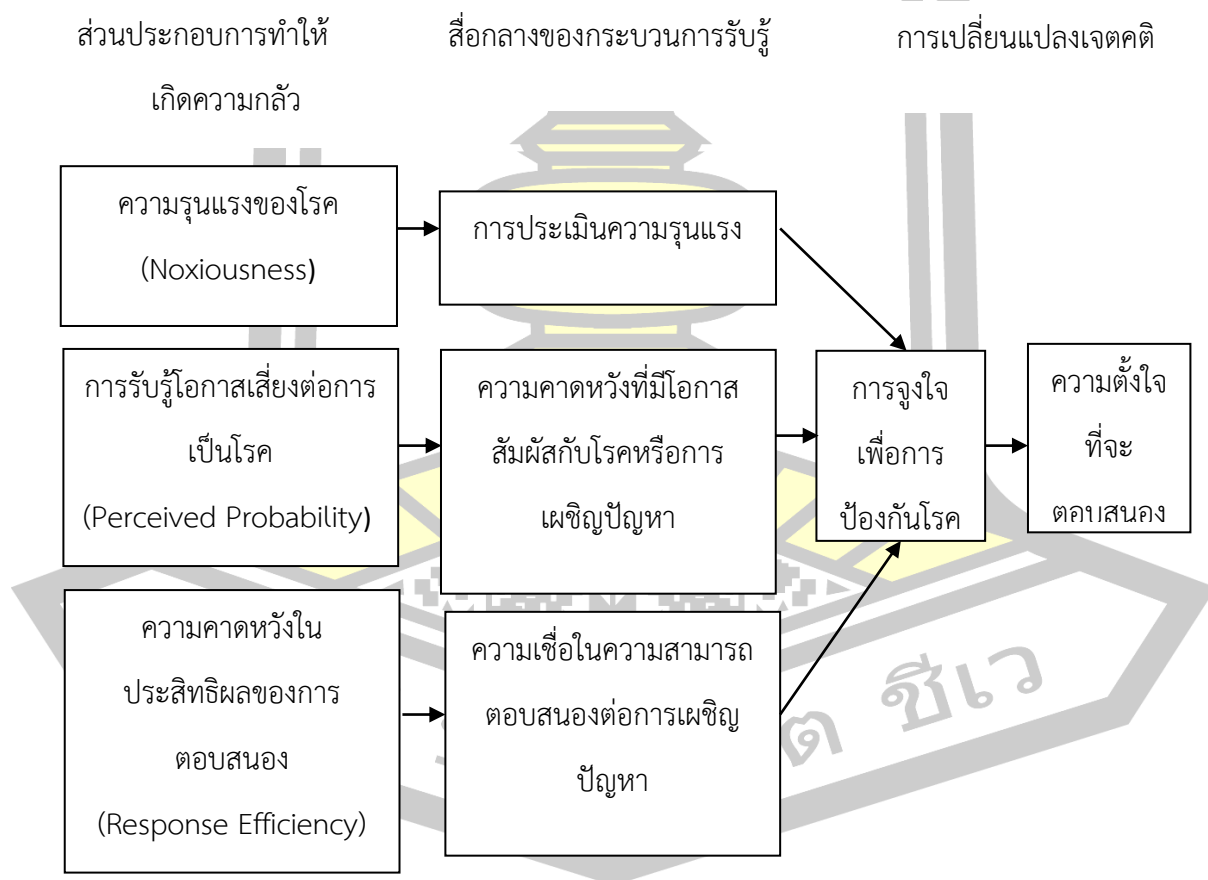 ส่วนประกอบการทำให้
เกิดความกลัว
สื่อกลางของกระบวนการรับรู้
การเปลี่ยนแปลงเจตคติ
ความรุนแรงของโรค
(Noxiousness)
การประเมินความรุนแรง
การรับรู้โอกาสเสี่ยงต่อการ
เป็นโรค
(Perceived Probability)
ความคาดหวังที่มีโอกาส
สัมผัสกับโรคหรือการ
เผชิญปัญหา
การจูงใจ
เพื่อการ
ป้องกันโรค
ความตั้งใจ
ที่จะ
ตอบสนอง
ความคาดหวังใน
ประสิทธิผลของการ
ตอบสนอง
(Response Efficiency)
ความเชื่อในความสามารถ
ตอบสนองต่อการเผชิญ
ปัญหา
ชีเว